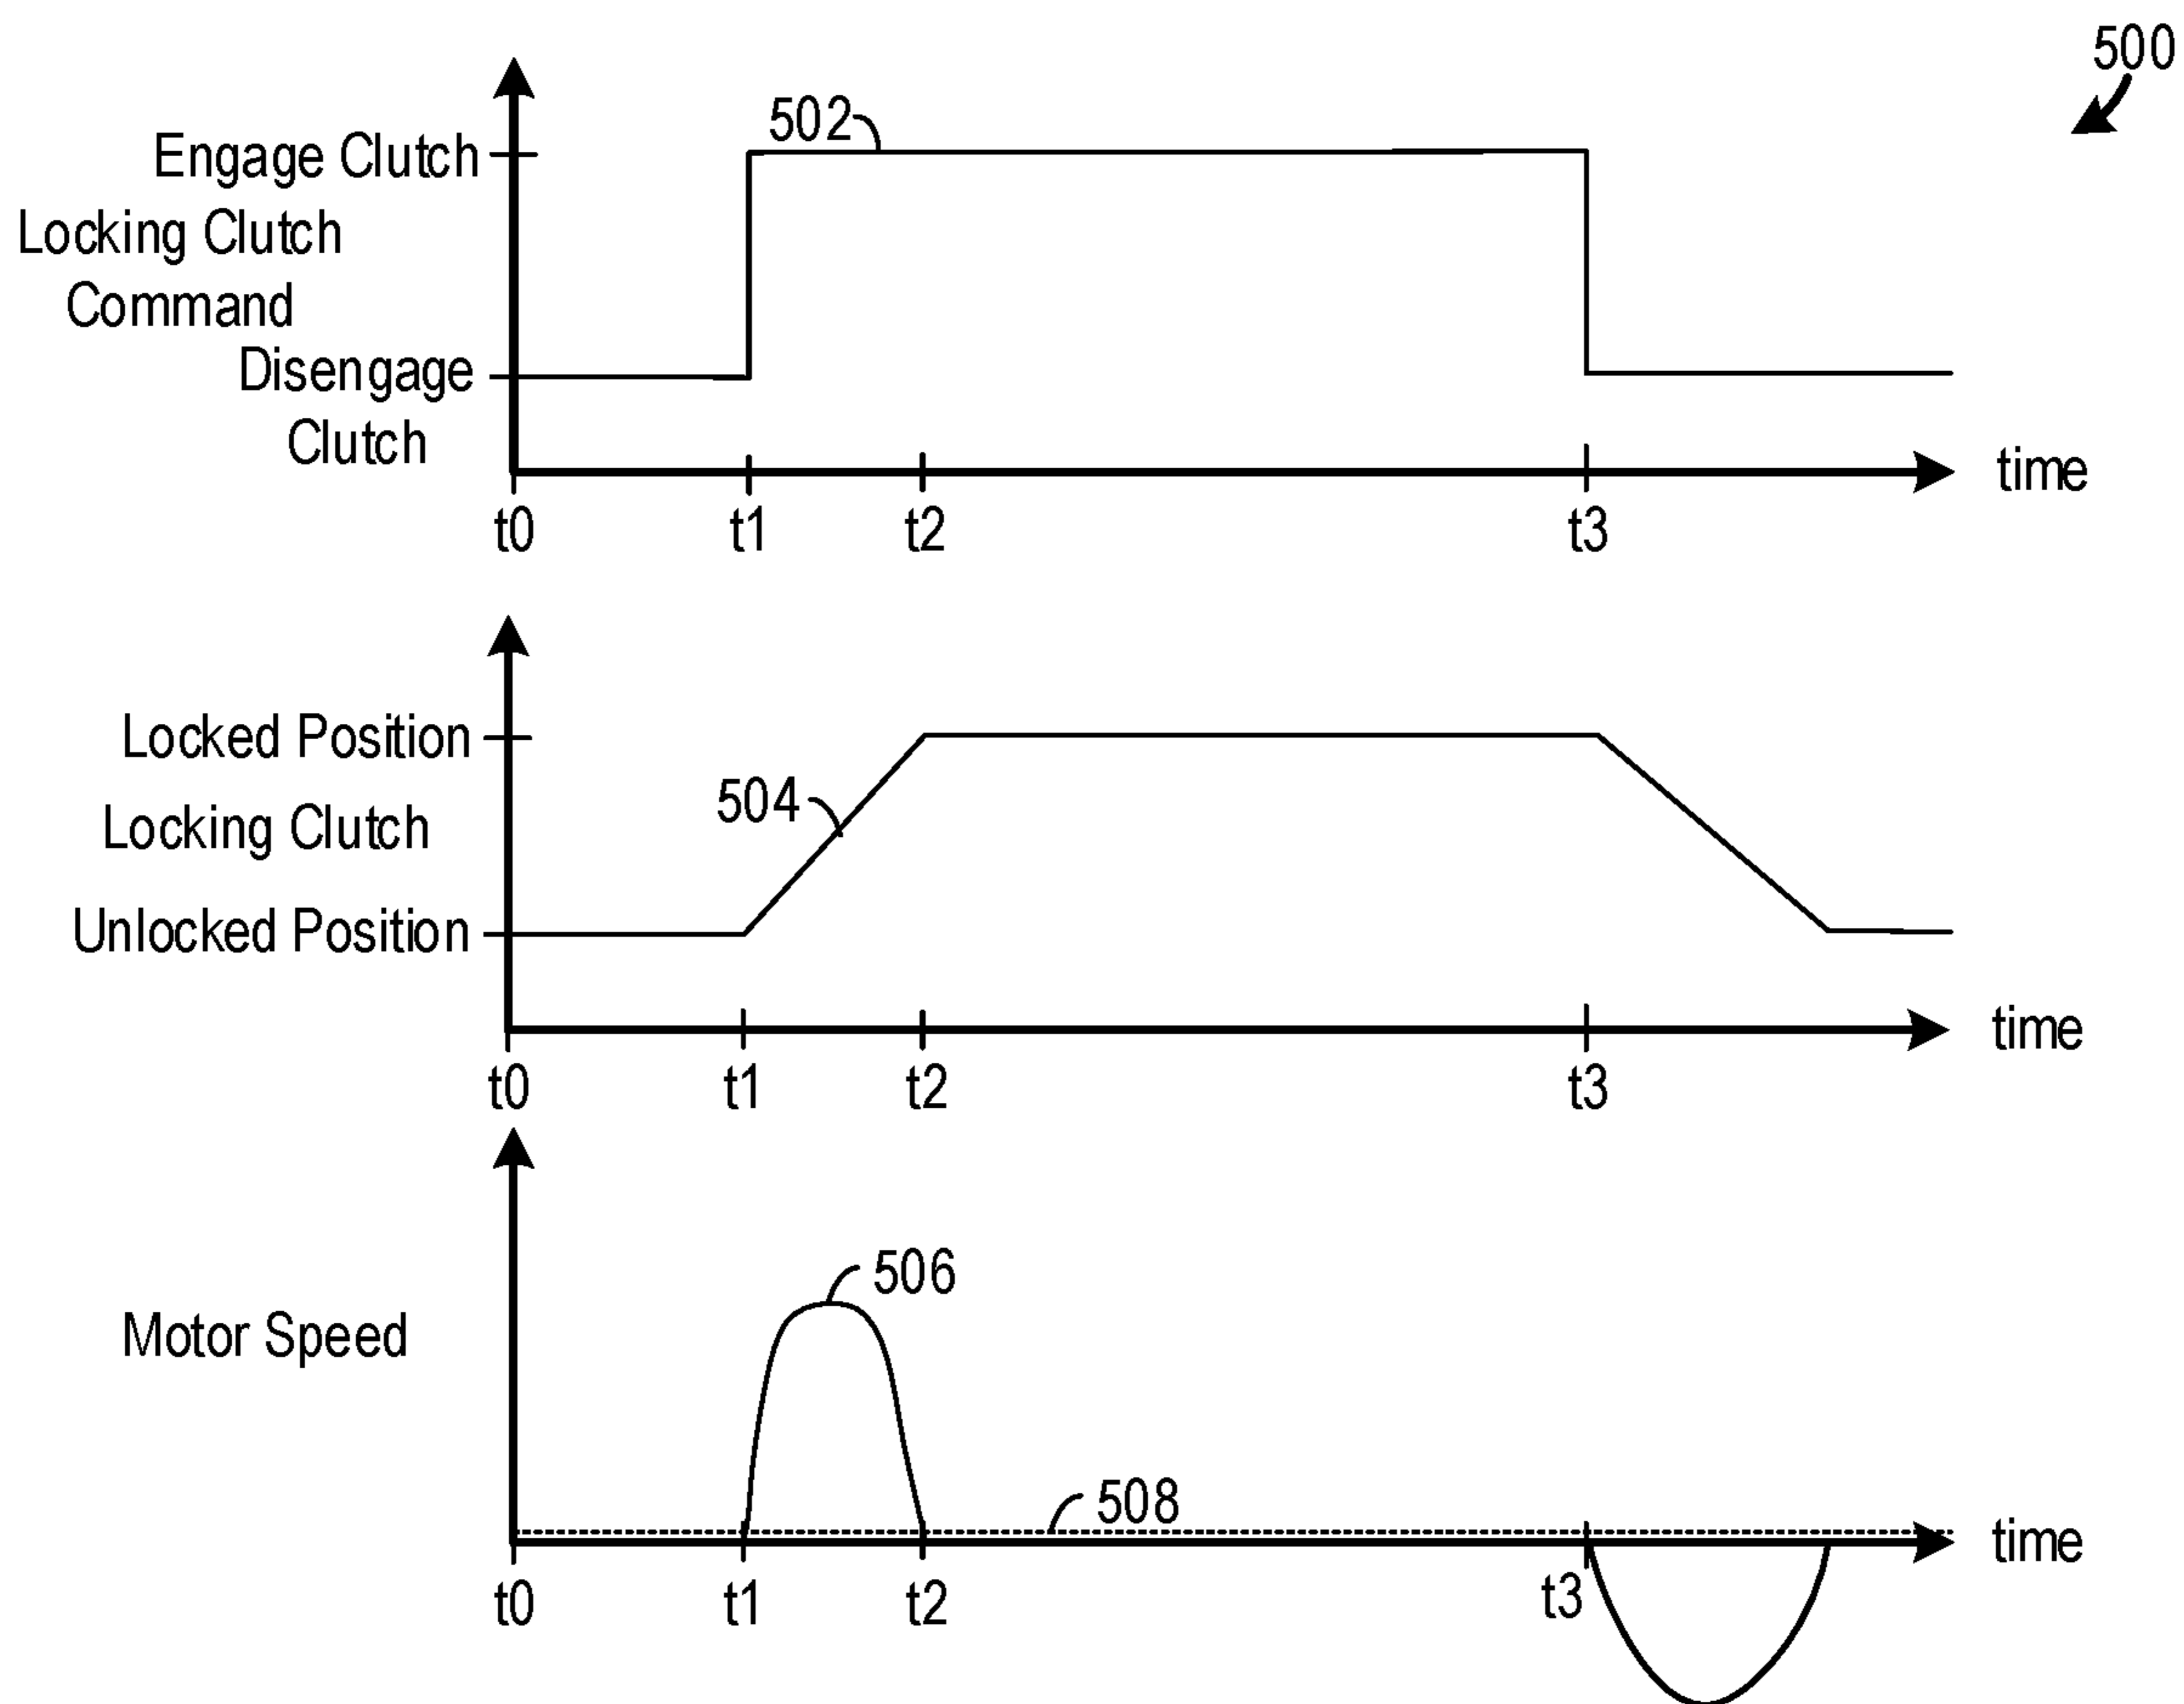 500
502
Engage Clutch
Locking Clutch
Command
Disengage
Clutch
time
t0
t1
t2
t3
Locked Position
504
Locking Clutch
Unlocked Position
time
t0
t1
t2
t3
506
Motor Speed
508
time
t0
t1
t2
t3